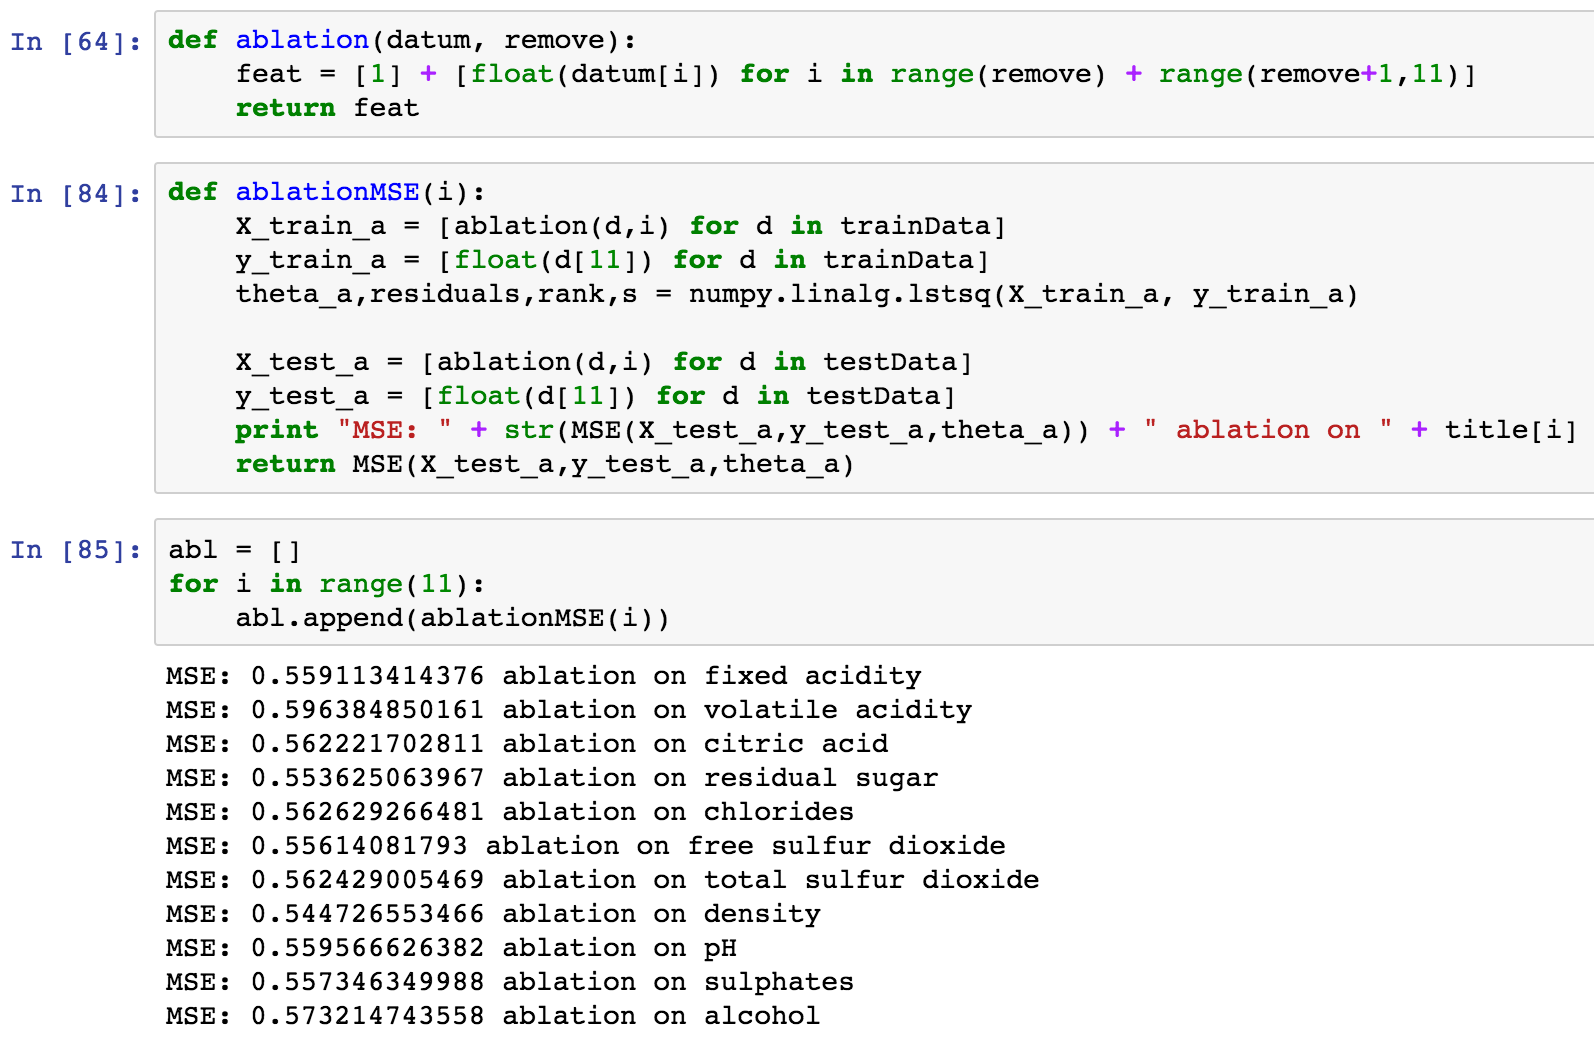 In [64]: def ablation(datum, remove):
    feat = [1] + [float(datum[i]) for i in range(remove) + range(remove+1,11)]
    return feat
In [84]: def ablationMSE(i):
    X_train_a = [ablation(d,i) for d in trainData]
    y_train_a = [float(d[11]) for d in trainData]
    theta_a,residuals,rank,s = numpy.linalg.lstsq(X_train_a, y_train_a)
    X_test_a = [ablation(d,i) for d in testData]
    y_test_a = [float(d[11]) for d in testData]
    print "MSE: " + str(MSE(X_test_a,y_test_a,theta_a)) + " ablation on " + title[i]
    return MSE(X_test_a,y_test_a,theta_a)
In [85]: abl = []
for i in range(11):
    abl.append(ablationMSE(i))
MSE: 0.559113414376 ablation on fixed acidity
MSE: 0.596384850161 ablation on volatile acidity
MSE: 0.562221702811 ablation on citric acid
MSE: 0.553625063967 ablation on residual sugar
MSE: 0.562629266481 ablation on chlorides
MSE: 0.55614081793 ablation on free sulfur dioxide
MSE: 0.562429005469 ablation on total sulfur dioxide
MSE: 0.544726553466 ablation on density
MSE: 0.559566626382 ablation on pH
MSE: 0.557346349988 ablation on sulphates
MSE: 0.573214743558 ablation on alcohol